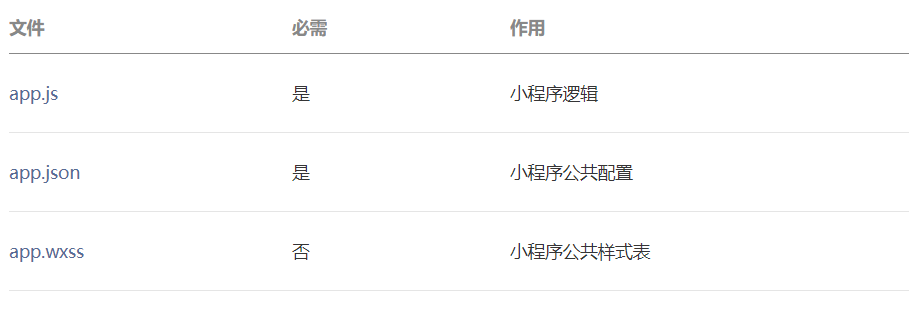 文件 必需 作用
app.js 是 小程序逻辑
app.json 是 小程序公共配置
app.wxss 否 小程序公共样式表